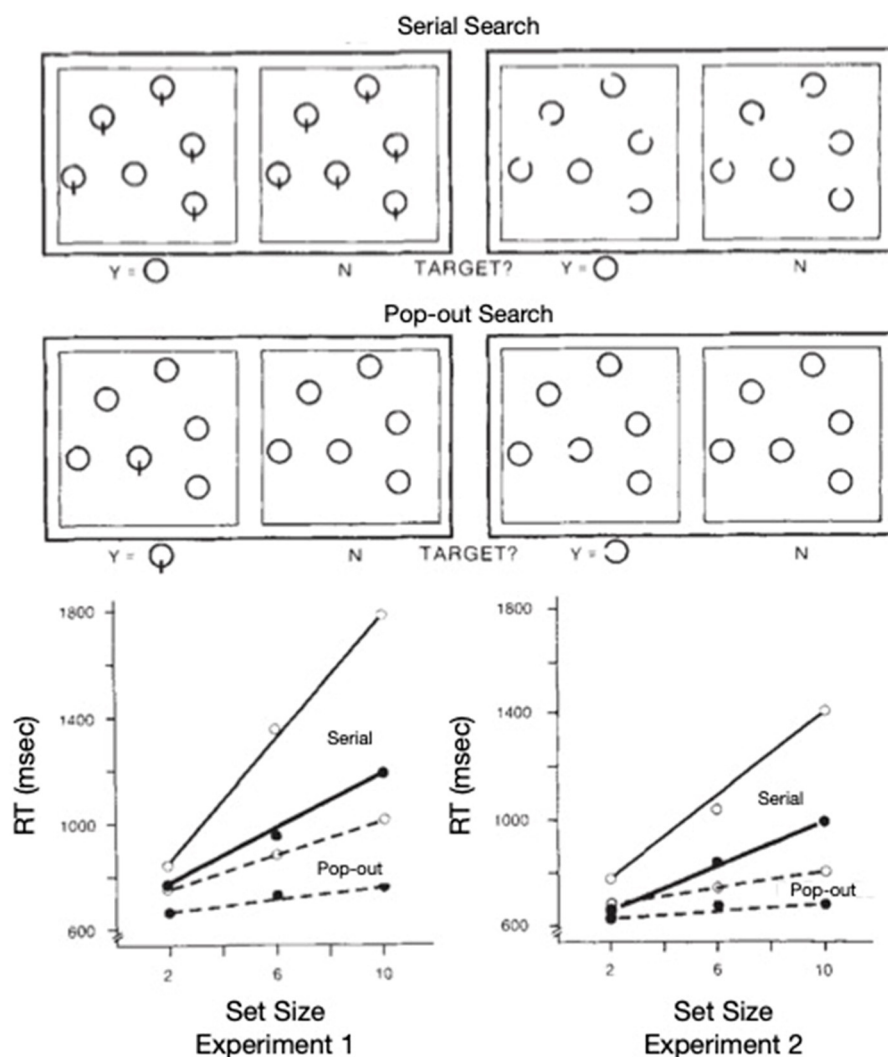 Serial Search
Y = N TARGET? Y = N
Pop-out Search
Y = N TARGET? Y = N
1800
1400
1000
600
RT (msec)
Serial
Pop-out
2 6 10
Set Size
Experiment 1
1800
1400
1000
600
RT (msec)
Serial
Pop-out
2 6 10
Set Size
Experiment 2